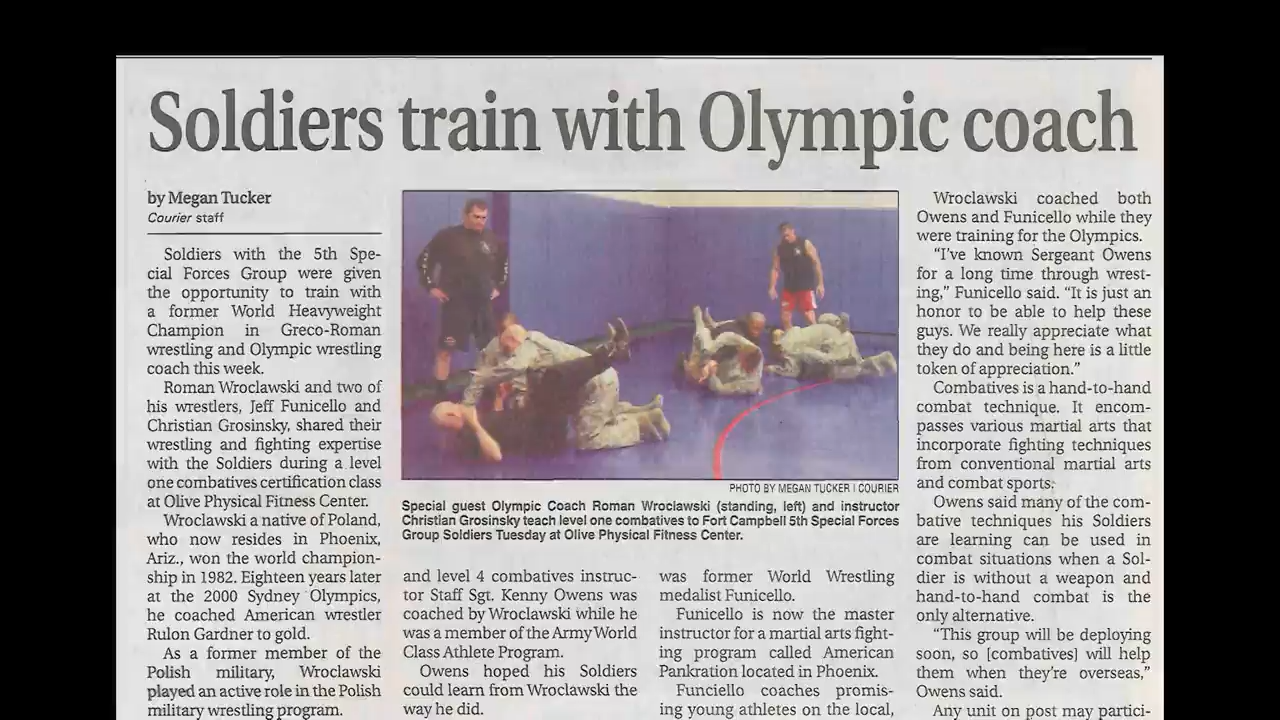 Soldiers train with Olympic coach
by Megan Tucker
Courier staff
Soldiers with the 5th Spe-
cial Forces Group were given
the opportunity to train with
a former World Heavyweight
Champion in Greco-Roman
wrestling and Olympic wrestling
coach this week.
Roman Wroclawski and two of
his wrestlers, Jeff Funicello and
Christian Grosinsky, shared their
wrestling and fighting expertise
with the Soldiers during a level
one combatives certification class
at Olive Physical Fitness Center.
Wroclawski a native of Poland,
who now resides in Phoenix,
Ariz., won the world champion-
ship in 1982. Eighteen years later
at the 2000 Sydney Olympics,
he coached American wrestler
Rulon Gardner to gold.
As a former member of the
Polish military, Wroclawski
played an active role in the Polish
military wrestling program.
PHOTO BY MEGAN TUCKER | COURIER
Special guest Olympic Coach Roman Wroclawski (standing, left) and instructor
Christian Grosinsky teach level one combatives to Fort Campbell 5th Special Forces
Group Soldiers Tuesday at Olive Physical Fitness Center.
and level 4 combatives instruc-
tor Staff Sgt. Kenny Owens was
coached by Wroclawski while he
was a member of the Army World
Class Athlete Program.
Owens hoped his Soldiers
could learn from Wroclawski the
way he did.
was former World Wrestling
medalist Funicello.
Funicello is now the master
instructor for a martial arts fight-
ing program called American
Pankration located in Phoenix.
Funciello coaches promis-
ing young athletes on the local,
Wroclawski coached both
Owens and Funicello while they
were training for the Olympics.
"I've known Sergeant Owens
for a long time through wrest-
ing," Funicello said. "It is just an
honor to be able to help these
guys. We really appreciate what
they do and being here is a little
token of appreciation."
Combatives is a hand-to-hand
combat technique. It encom-
passes various martial arts that
incorporate fighting techniques
from conventional martial arts
and combat sports.
Owens said many of the com-
bative techniques his Soldiers
are learning can be used in
combat situations when a Sol-
dier is without a weapon and
hand-to-hand combat is the
only alternative.
"This group will be deploying
soon, so [combatives] will help
them when they're overseas,"
Owens said.
Any unit on post may partici-